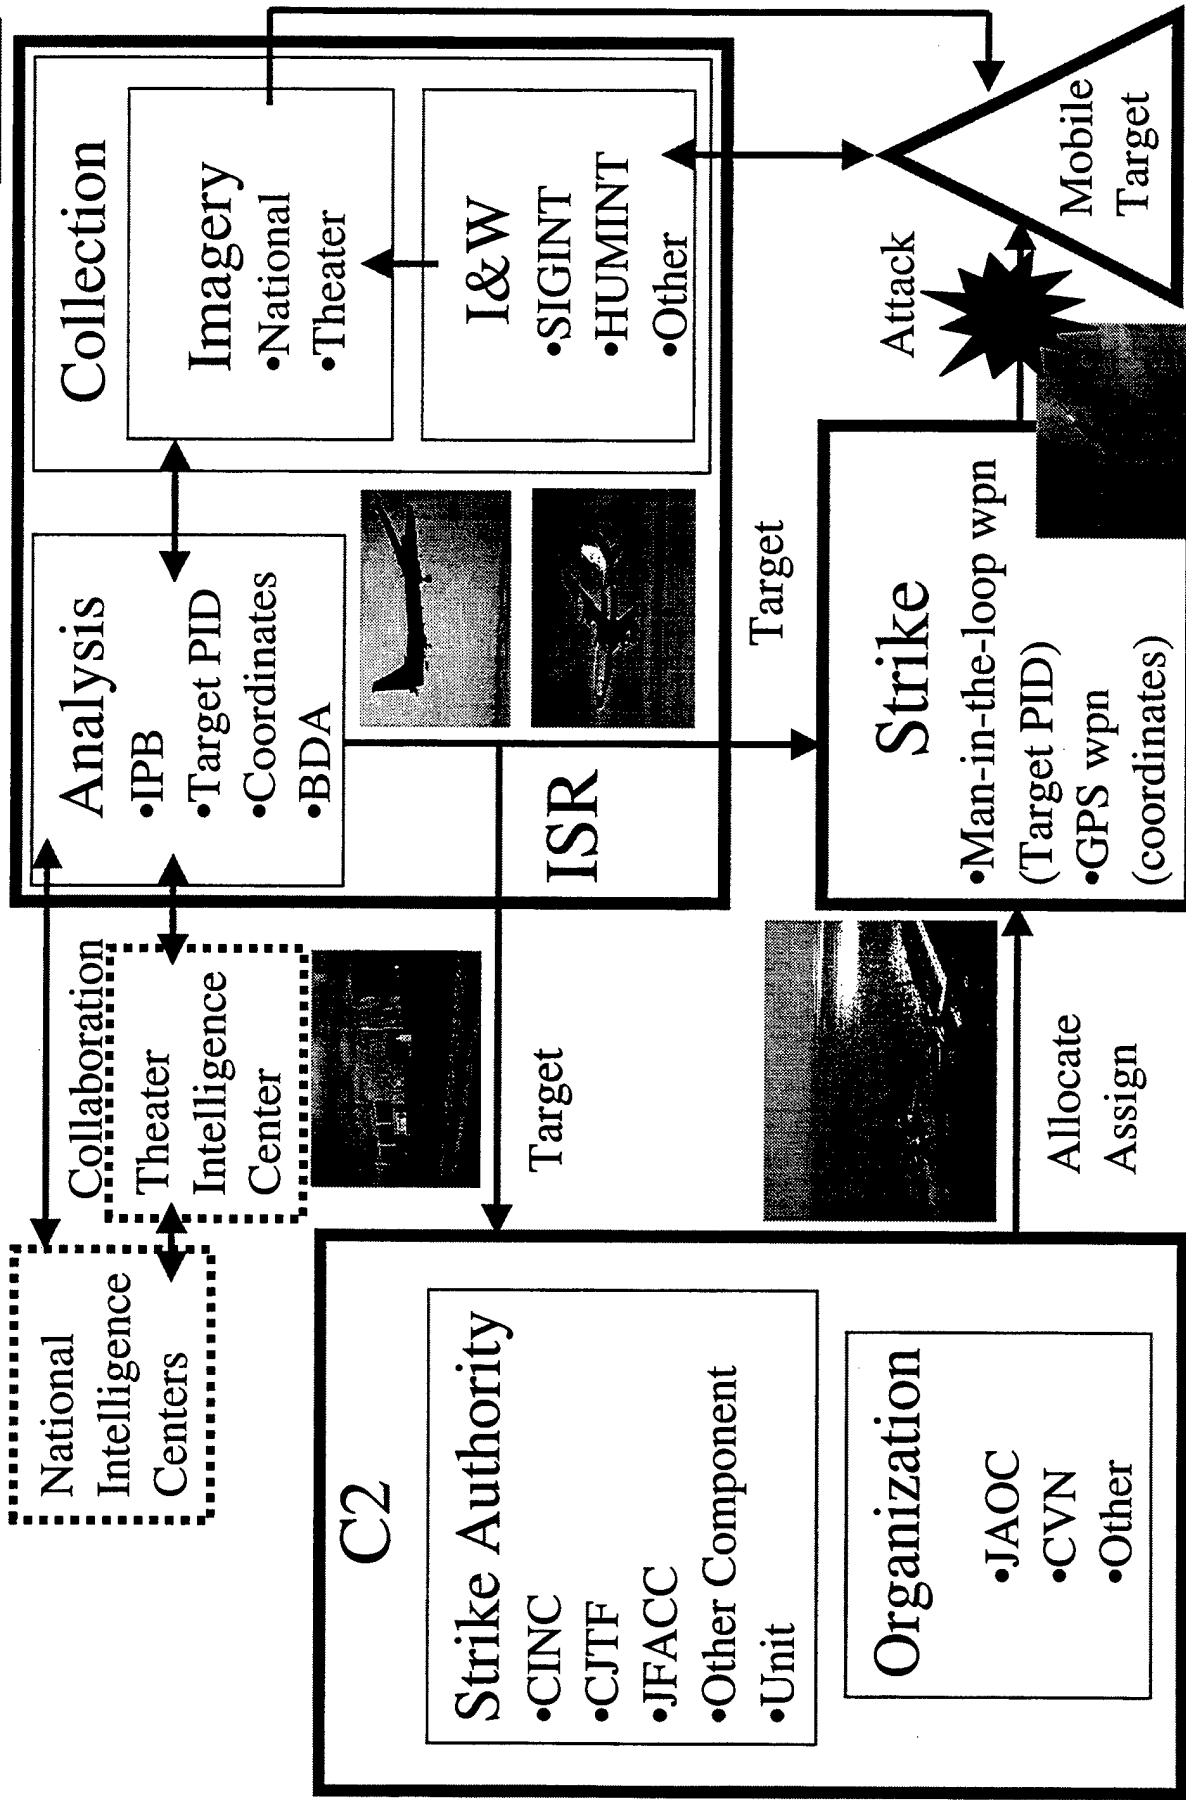 National
Intelligence
Centers
Collaboration
Theater
Intelligence
Center
Analysis
•IPB
•Target PID
•Coordinates
•BDA
Collection
Imagery
•National
•Theater
I&W
•SIGINT
•HUMINT
•Other
ISR
Target
Target
C2
Strike Authority
•CINC
•CJTF
•JFACC
•Other Component
•Unit
Organization
•JAOC
•CVN
•Other
Allocate
Assign
Strike
•Man-in-the-loop wpn
(Target PID)
•GPS wpn
(coordinates)
Attack
Mobile
Target